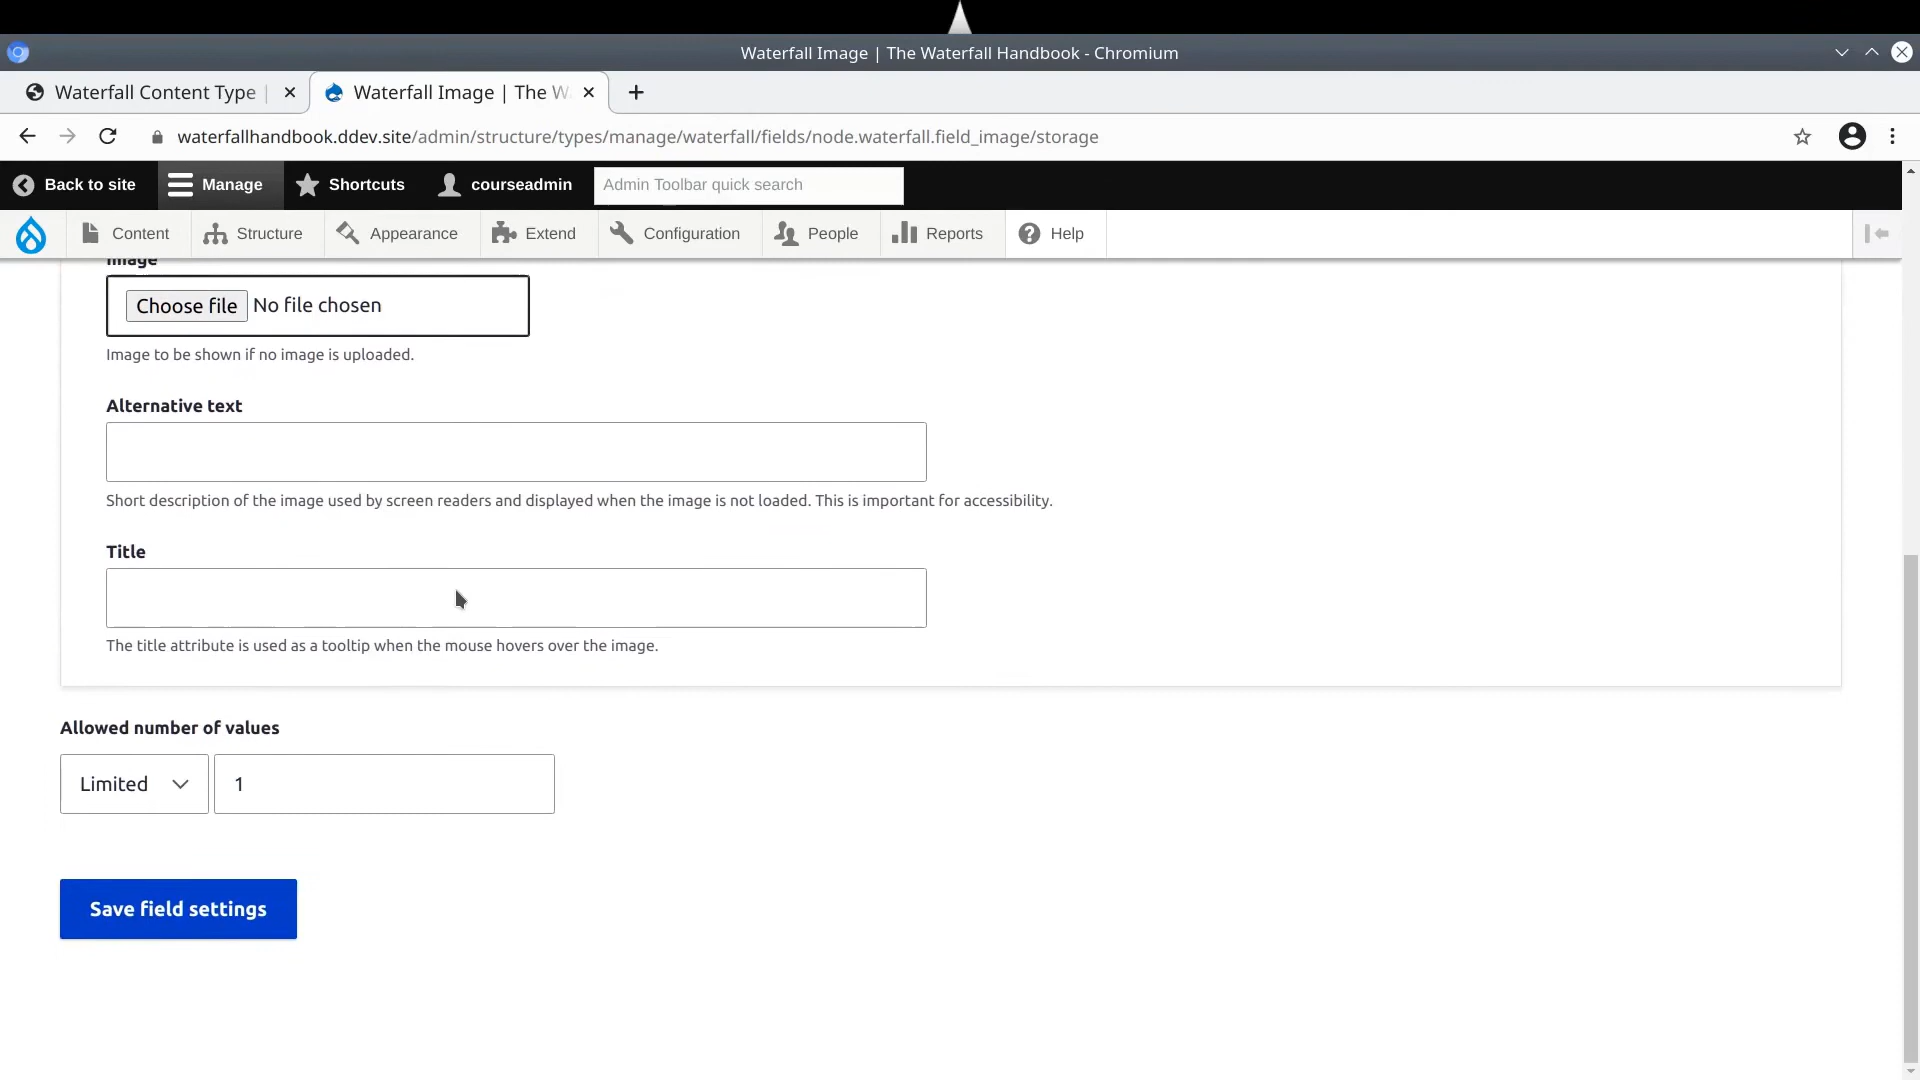 Waterfall Image | The Waterfall Handbook - Chromium
Waterfall Content Type |
Waterfall Image | The W
waterfallhandbook.ddev.site/admin/structure/types/manage/waterfall/fields/node.waterfall.field_image/storage
Back to site
Manage
Shortcuts
courseadmin
Admin Toolbar quick search
Content
Structure
Appearance
Extend
Configuration
People
Reports
Help
Image
Choose file No file chosen
Image to be shown if no image is uploaded.
Alternative text
Short description of the image used by screen readers and displayed when the image is not loaded. This is important for accessibility.
Title
The title attribute is used as a tooltip when the mouse hovers over the image.
Allowed number of values
Limited
1
Save field settings